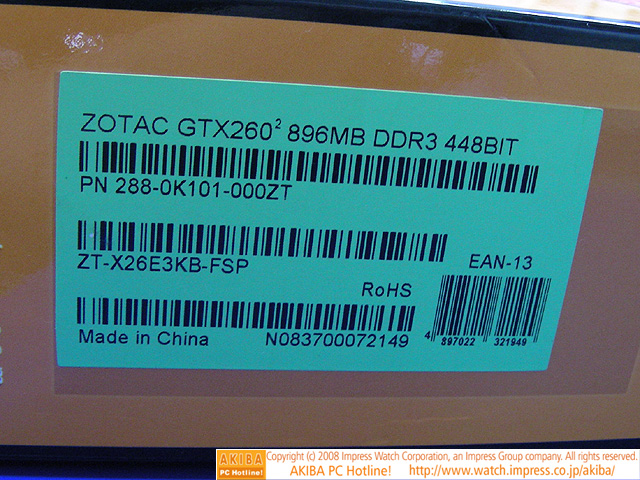 ZOTAC GTX260² 896MB DDR3 448BIT
PN 288-0K101-000ZT
ZT-X26E3KB-FSP
EAN-13
RoHS
4 897022 321949
Made in China N083700072149
AKIBA PC Hotline!
Copyright (c) 2008 Impress Watch Corporation, an Impress Group company. All rights reserved.
AKIBA PC Hotline! http://www.watch.impress.co.jp/akiba/